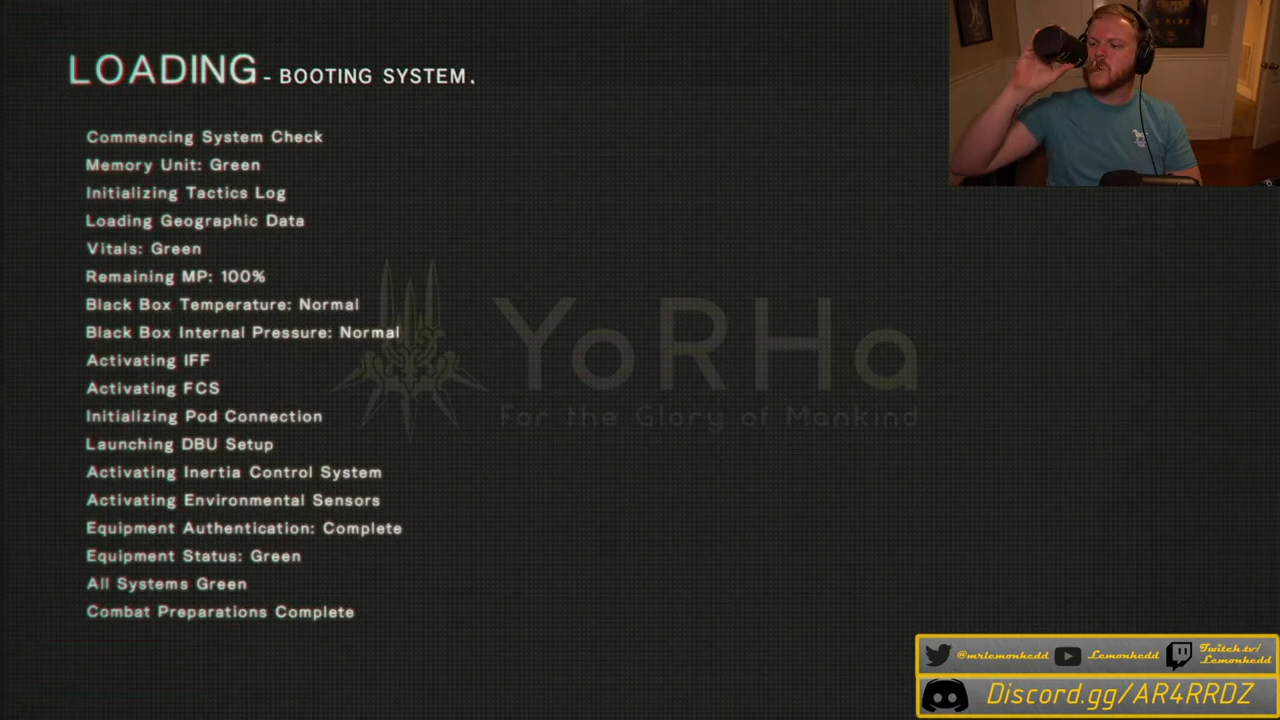 LOADING - BOOTING SYSTEM.
Commencing System Check
Memory Unit: Green
Initializing Tactics Log
Loading Geographic Data
Vitals: Green
Remaining MP: 100%
Black Box Temperature: Normal
Black Box Internal Pressure: Normal
Activating IFF
Activating FCS
Initializing Pod Connection
Launching DBU Setup
Activating Inertia Control System
Activating Environmental Sensors
Equipment Authentication: Complete
Equipment Status: Green
All Systems Green
Combat Preparations Complete
YoRHa
For the Glory of Mankind
@mrlemonhedd
Lemonhedd
Twitch.tv/
Lemonhedd
Discord.gg/AR4RRDZ